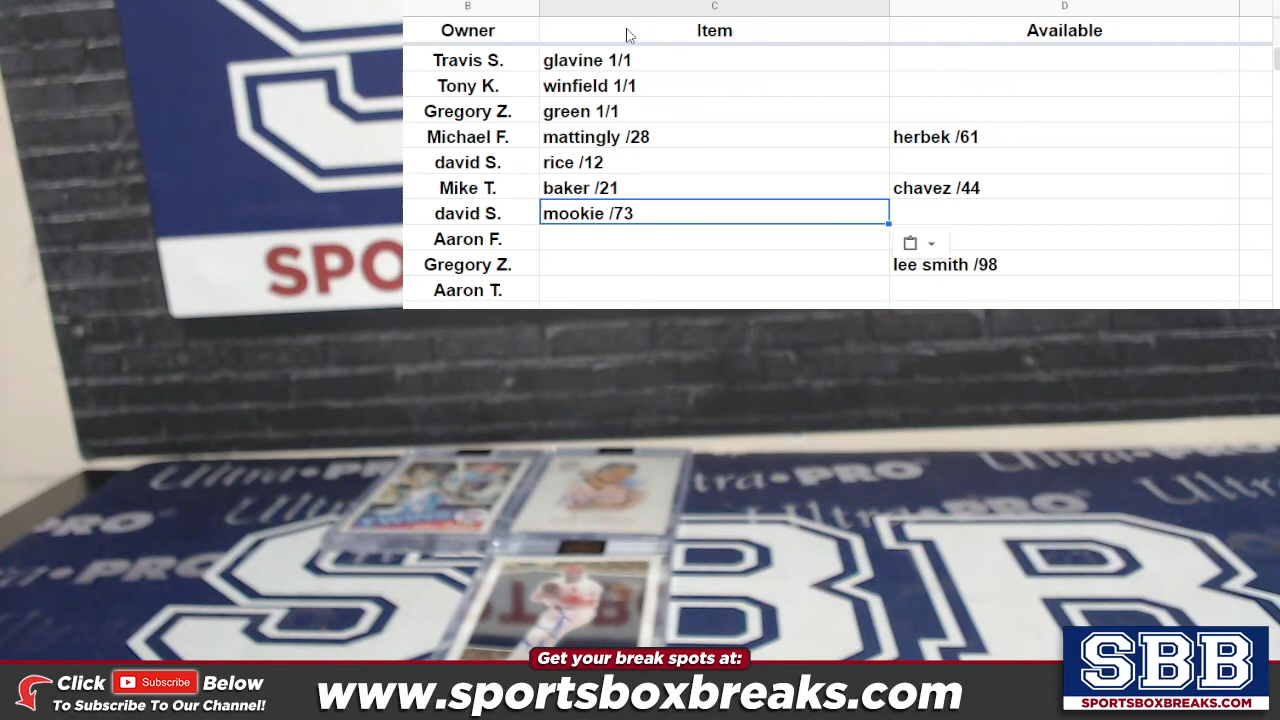 B C D
Owner Item Available
Travis S. glavine 1/1
Tony K. winfield 1/1
Gregory Z. green 1/1
Michael F. mattingly /28 herbek /61
david S. rice /12
Mike T. baker /21 chavez /44
david S. mookie /73
Aaron F.
Gregory Z. lee smith /98
Aaron T.
SPO
Ultra PRO
SBB
Get your break spots at:
Click Subscribe Below
To Subscribe To Our Channel!
www.sportsboxbreaks.com
SBB
SPORTSBOXBREAKS.COM